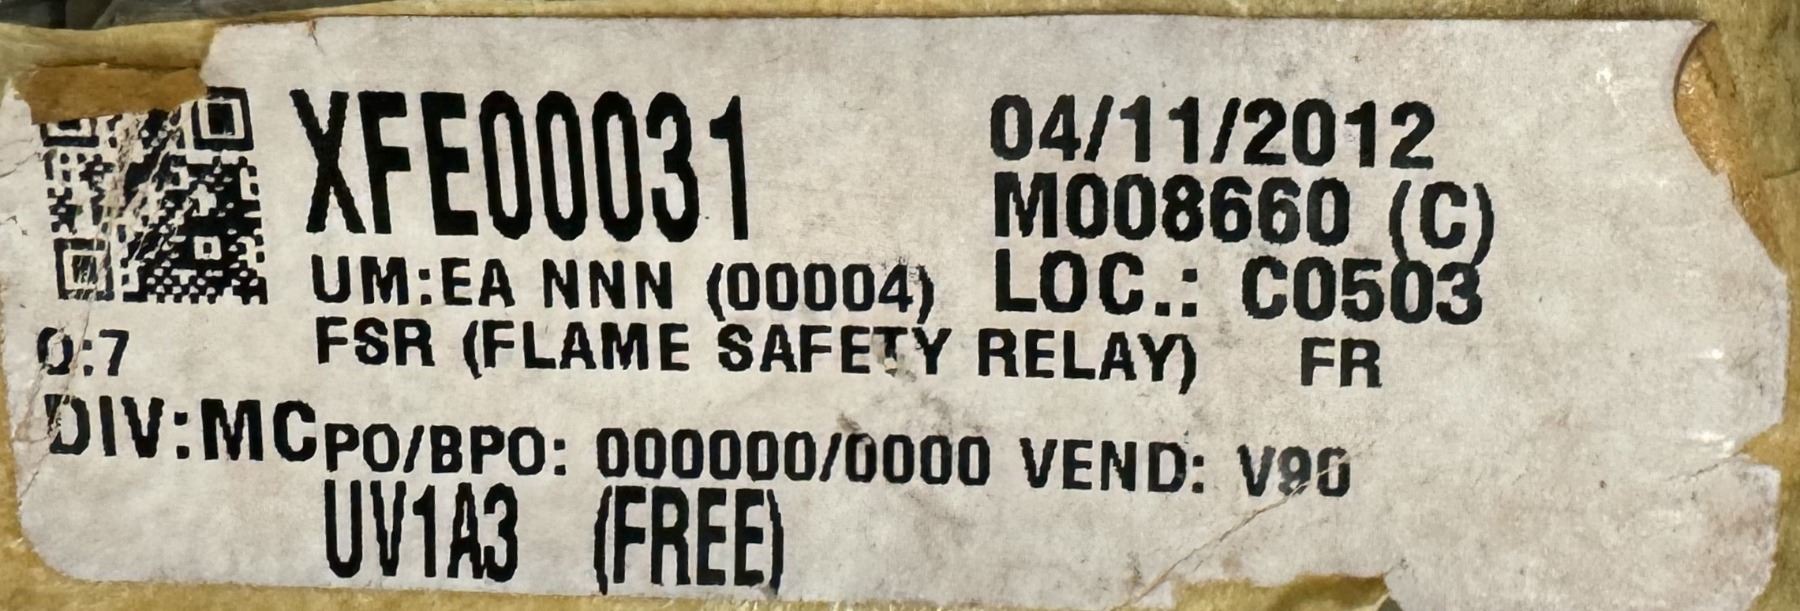 XFE00031
04/11/2012
M008660 (C)
UM:EA NNN (00004)
LOC.: C0503
Q:7
FSR (FLAME SAFETY RELAY) FR
DIV:MC
PO/BPO: 000000/0000 VEND: V90
UV1A3 (FREE)